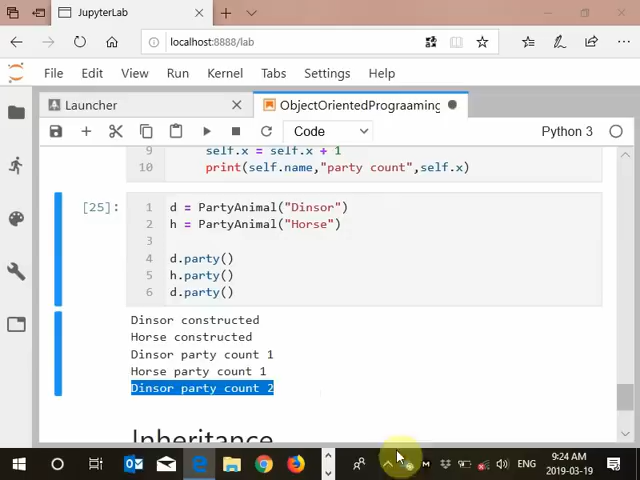 JupyterLab
localhost:8888/lab
File Edit View Run Kernel Tabs Settings Help
Launcher
ObjectOrientedPrograaming
Code
Python 3
9 self.x = self.x + 1
10 print(self.name,"party count",self.x)
[25]:
1 d = PartyAnimal("Dinsor")
2 h = PartyAnimal("Horse")
3
4 d.party()
5 h.party()
6 d.party()
Dinsor constructed
Horse constructed
Dinsor party count 1
Horse party count 1
Dinsor party count 2
Inheritance
ENG
9:24 AM
2019-03-19